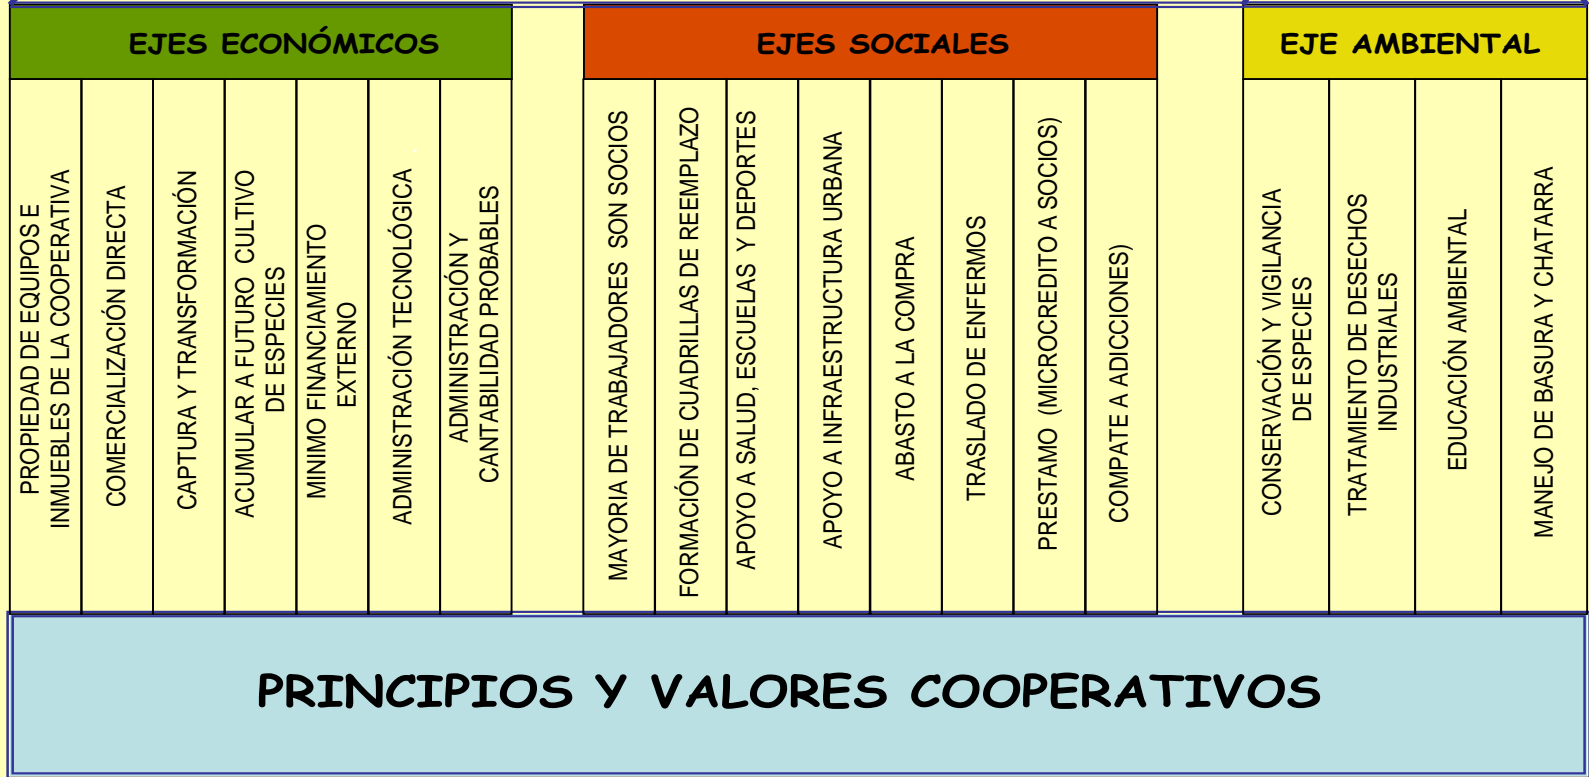 EJES ECONÓMICOS
EJES SOCIALES
EJE AMBIENTAL
PROPIEDAD DE EQUIPOS E
INMUEBLES DE LA COOPERATIVA
COMERCIALIZACIÓN DIRECTA
CAPTURA Y TRANSFORMACIÓN
ACUMULAR A FUTURO CULTIVO
DE ESPECIES
MINIMO FINANCIAMIENTO
EXTERNO
ADMINISTRACIÓN TECNOLÓGICA
ADMINISTRACIÓN Y
CANTABILIDAD PROBABLES
MAYORIA DE TRABAJADORES SON SOCIOS
FORMACIÓN DE CUADRILLAS DE REEMPLAZO
APOYO A SALUD, ESCUELAS Y DEPORTES
APOYO A INFRAESTRUCTURA URBANA
ABASTO A LA COMPRA
TRASLADO DE ENFERMOS
PRESTAMO (MICROCREDITO A SOCIOS)
COMPATE A ADICCIONES)
CONSERVACIÓN Y VIGILANCIA
DE ESPECIES
TRATAMIENTO DE DESECHOS
INDUSTRIALES
EDUCACIÓN AMBIENTAL
MANEJO DE BASURA Y CHATARRA
PRINCIPIOS Y VALORES COOPERATIVOS